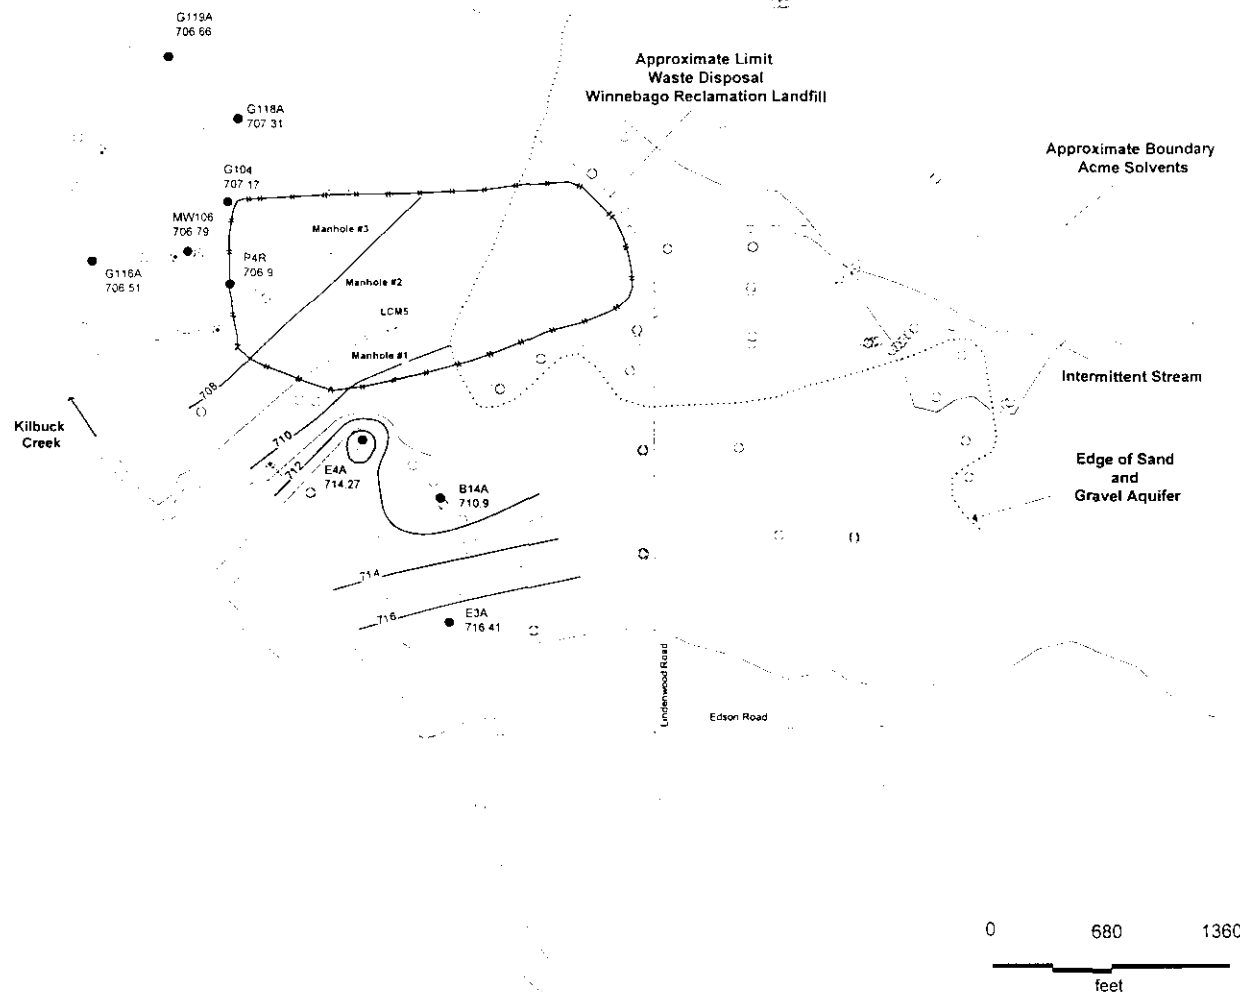 G119A
706 66
Approximate Limit
Waste Disposal
Winnebago Reclamation Landfill
G118A
707 31
Approximate Boundary
Acme Solvents
G104
707 17
MW106
706 79
Manhole #3
P4R
706 9
G116A
706 51
Manhole #2
LCM5
Manhole #1
708
Intermittent Stream
Kilbuck
Creek
710
712
E4A
714.27
B14A
710.9
Edge of Sand
and
Gravel Aquifer
714
716
E3A
716 41
Lindenwood Road
Edson Road
0 680 1360
feet